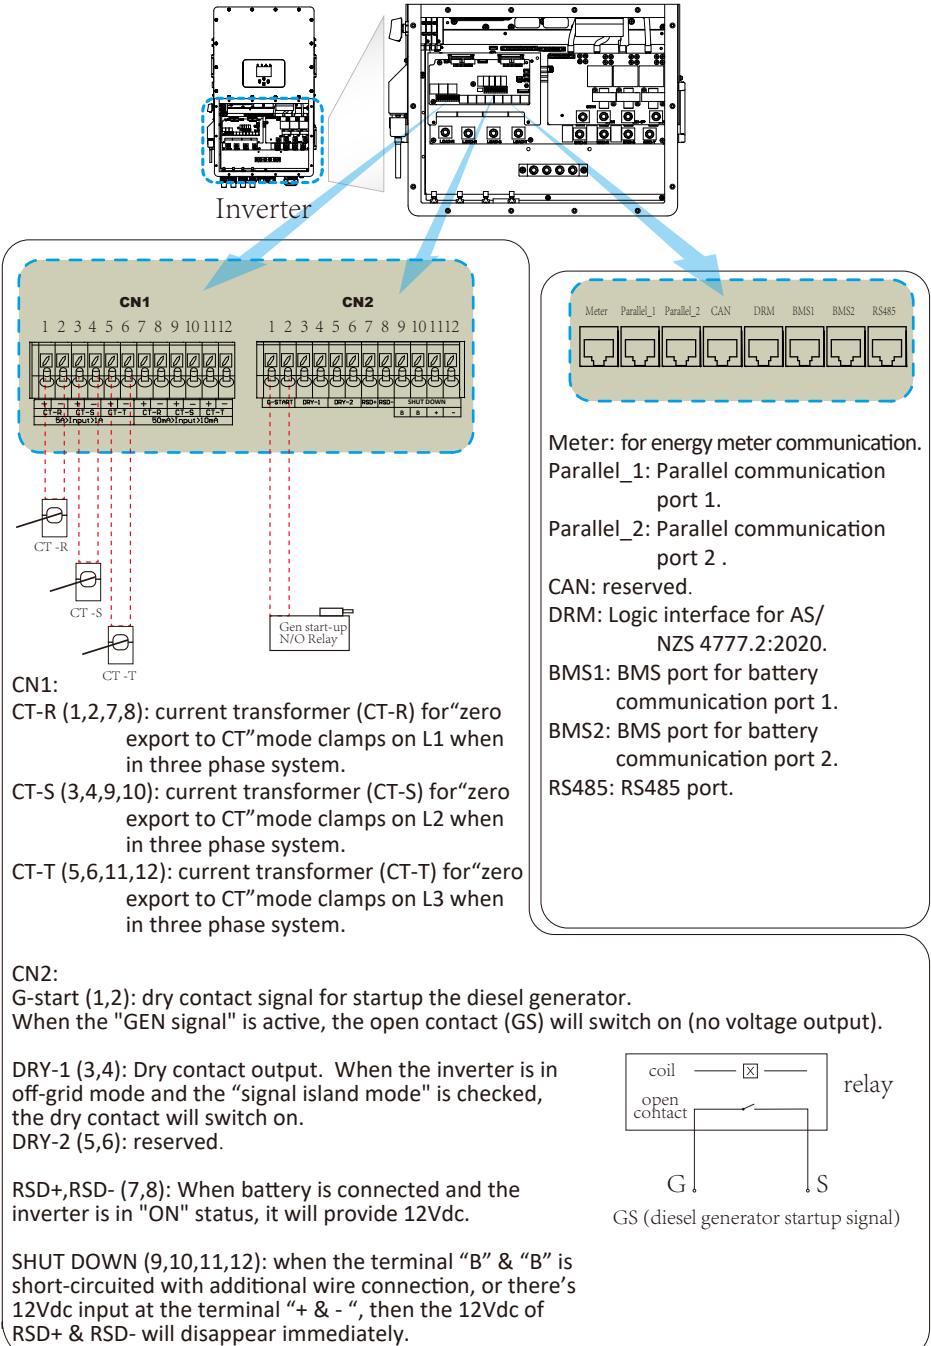 Inverter
CN1
1 2 3 4 5 6 7 8 9 10 11 12
+ - + - + - + - + - + -
CT-R CT-S CT-T CT-R CT-S CT-T
5A>Input>1A 50mA>Input>10mA
CN2
1 2 3 4 5 6 7 8 9 10 11 12
G-START DRY-1 DRY-2 RSD+ RSD- SHUT DOWN
B B + -
CT -R
CT -S
CT -T
Gen start-up
N/O Relay
Meter Parallel_1 Parallel_2 CAN DRM BMS1 BMS2 RS485
Meter: for energy meter communication.
Parallel_1: Parallel communication
port 1.
Parallel_2: Parallel communication
port 2 .
CAN: reserved.
DRM: Logic interface for AS/
NZS 4777.2:2020.
BMS1: BMS port for battery
communication port 1.
BMS2: BMS port for battery
communication port 2.
RS485: RS485 port.
CN1:
CT-R (1,2,7,8): current transformer (CT-R) for“zero
export to CT”mode clamps on L1 when
in three phase system.
CT-S (3,4,9,10): current transformer (CT-S) for“zero
export to CT”mode clamps on L2 when
in three phase system.
CT-T (5,6,11,12): current transformer (CT-T) for“zero
export to CT”mode clamps on L3 when
in three phase system.
CN2:
G-start (1,2): dry contact signal for startup the diesel generator.
When the "GEN signal" is active, the open contact (GS) will switch on (no voltage output).
DRY-1 (3,4): Dry contact output.  When the inverter is in
off-grid mode and the “signal island mode" is checked,
the dry contact will switch on.
DRY-2 (5,6): reserved.
RSD+,RSD- (7,8): When battery is connected and the
inverter is in "ON" status, it will provide 12Vdc.
SHUT DOWN (9,10,11,12): when the terminal “B” & “B” is
short-circuited with additional wire connection, or there’s
12Vdc input at the terminal “+ & - “, then the 12Vdc of
RSD+ & RSD- will disappear immediately.
coil
X
open
contact
relay
G S
GS (diesel generator startup signal)